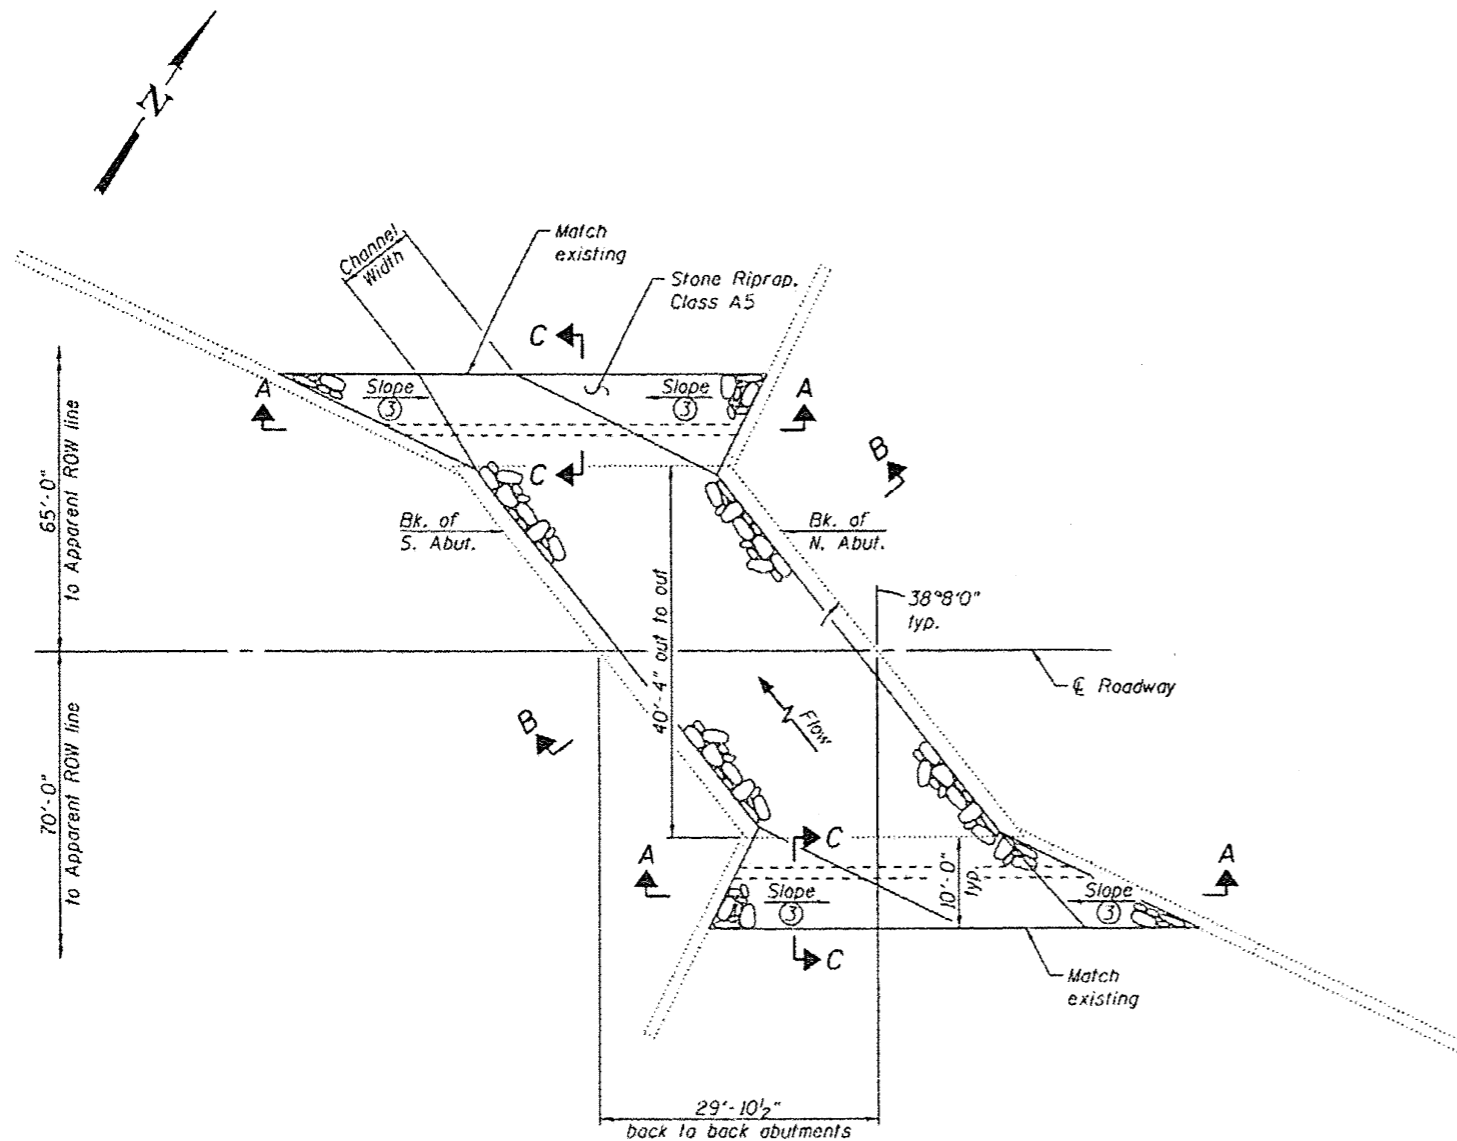 N
Channel
Width
Match
existing
Stone Riprap.
Class A5
C
A
Slope
3
Slope
3
A
B
C
65'-0"
to Apparent ROW line
Bk. of
S. Abut.
Bk. of
N. Abut.
38°8'0"
typ.
40'-4" out to out
℄ Roadway
Flow
B
70'-0"
to Apparent ROW line
C
A
A
Slope
3
10'-0"
typ.
Slope
3
C
Match
existing
29'-10½"
back to back abutments